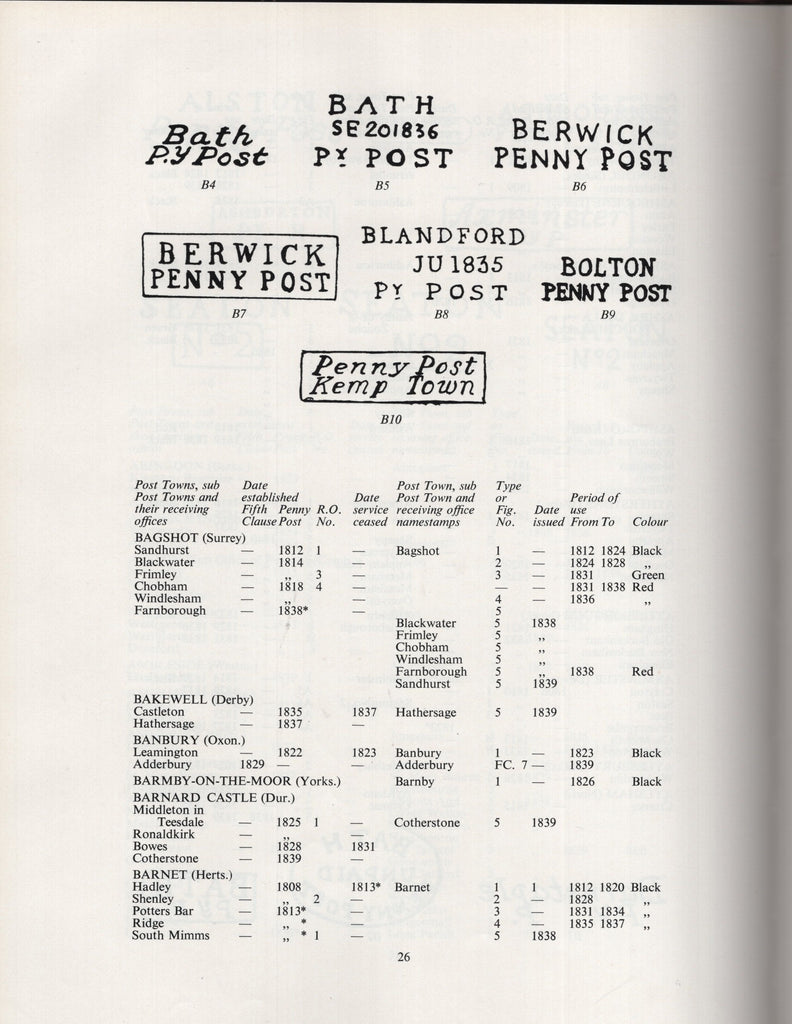 Bath
P.Y Post
B4
BATH
SE201836
PY POST
B5
BERWICK
PENNY POST
B6
BERWICK
PENNY POST
B7
BLANDFORD
JU 1835
PY POST
B8
BOLTON
PENNY POST
B9
Penny Post
Kemp Town
B10
Post Towns, sub Date Post Town, sub Type
Post Towns and established Date Post Town and or Period of
their receiving Fifth Penny R.O. service receiving office Fig. Date use
offices Clause Post No. ceased namestamps No. issued From To Colour
BAGSHOT (Surrey)
Sandhurst — 1812 1 — Bagshot 1 — 1812 1824 Black
Blackwater — 1814 — 2 — 1824 1828 „
Frimley — „ 3 — 3 — 1831 Green
Chobham — 1818 4 — — — 1831 1838 Red
Windlesham — „ — 4 — 1836 „
Farnborough — 1838* — 5
Blackwater 5 1838
Frimley 5 „
Chobham 5 „
Windlesham 5 „
Farnborough 5 „ 1838 Red
Sandhurst 5 1839
BAKEWELL (Derby)
Castleton — 1835 1837 Hathersage 5 1839
Hathersage — 1837 —
BANBURY (Oxon.)
Leamington — 1822 1823 Banbury 1 — 1823 Black
Adderbury 1829 — — Adderbury FC. 7 — 1839
BARMBY-ON-THE-MOOR (Yorks.) Barnby 1 — 1826 Black
BARNARD CASTLE (Dur.)
Middleton in
Teesdale — 1825 1 — Cotherstone 5 1839
Ronaldkirk — „ —
Bowes — 1828 1831
Cotherstone — 1839 —
BARNET (Herts.)
Hadley — 1808 1813* Barnet 1 1 1812 1820 Black
Shenley — „ 2 — 2 — 1828 „
Potters Bar — 1813* — 3 — 1831 1834 „
Ridge — „ * — 4 — 1835 1837 „
South Mimms — „ * 1 — 5 1838
26